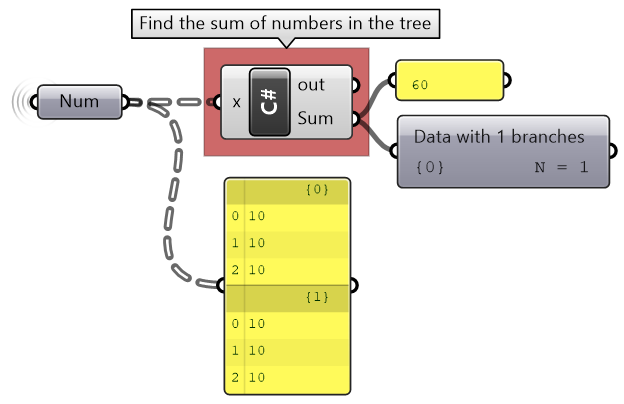 Find the sum of numbers in the tree
Num
x
C#
out
Sum
60
Data with 1 branches
{0} N = 1
{0}
0 10
1 10
2 10
{1}
0 10
1 10
2 10